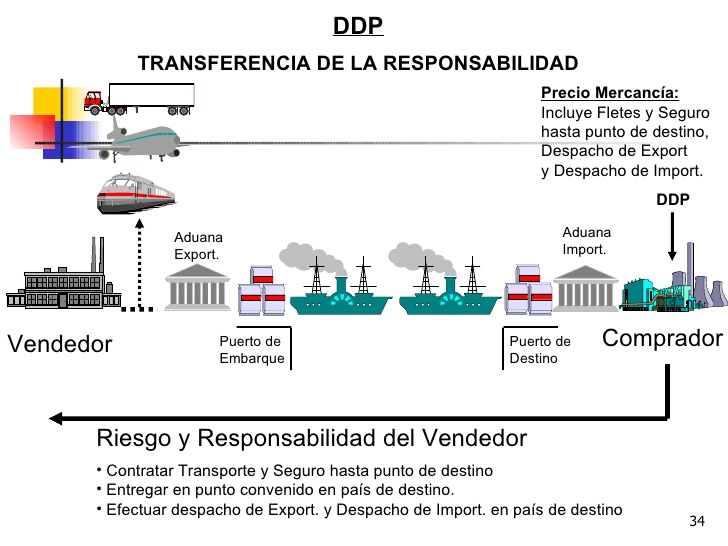 DDP
TRANSFERENCIA DE LA RESPONSABILIDAD
Precio Mercancía:
Incluye Fletes y Seguro
hasta punto de destino,
Despacho de Export
y Despacho de Import.
DDP
Aduana
Export.
Aduana
Import.
Vendedor
Puerto de
Embarque
Puerto de
Destino
Comprador
Riesgo y Responsabilidad del Vendedor
• Contratar Transporte y Seguro hasta punto de destino
• Entregar en punto convenido en país de destino.
• Efectuar despacho de Export. y Despacho de Import. en país de destino
34